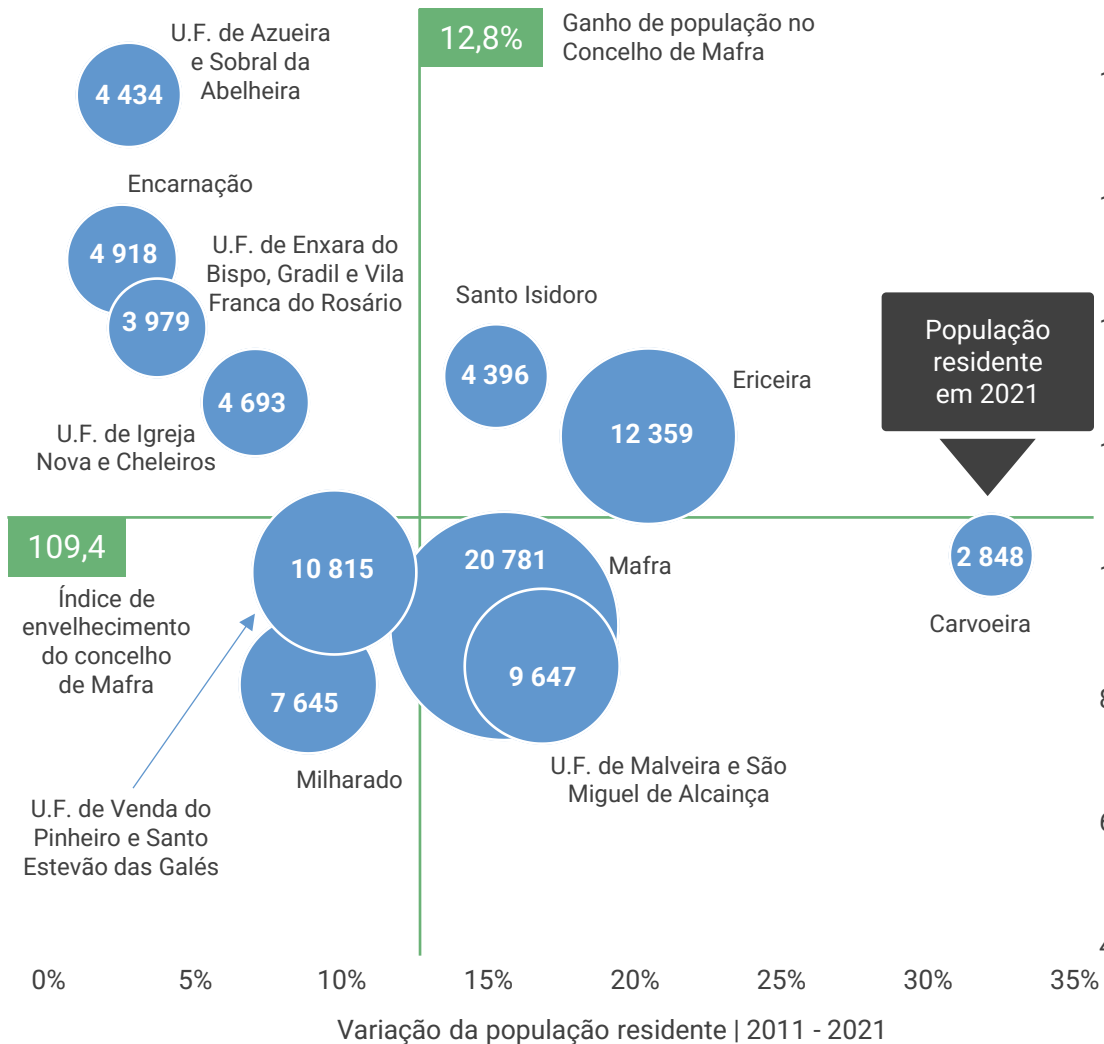 U.F. de Azueira
e Sobral da
Abelheira
4 434
12,8%
Ganho de população no
Concelho de Mafra
Encarnação
4 918
U.F. de Enxara do
Bispo, Gradil e Vila
Franca do Rosário
3 979
Santo Isidoro
4 396
Ericeira
12 359
População
residente
em 2021
4 693
U.F. de Igreja
Nova e Cheleiros
109,4
Índice de
envelhecimento
do concelho
de Mafra
10 815
20 781
Mafra
2 848
Carvoeira
9 647
7 645
Milharado
U.F. de Malveira e São
Miguel de Alcainça
U.F. de Venda do
Pinheiro e Santo
Estevão das Galés
0% 5% 10% 15% 20% 25% 30% 35%
Variação da população residente | 2011 - 2021